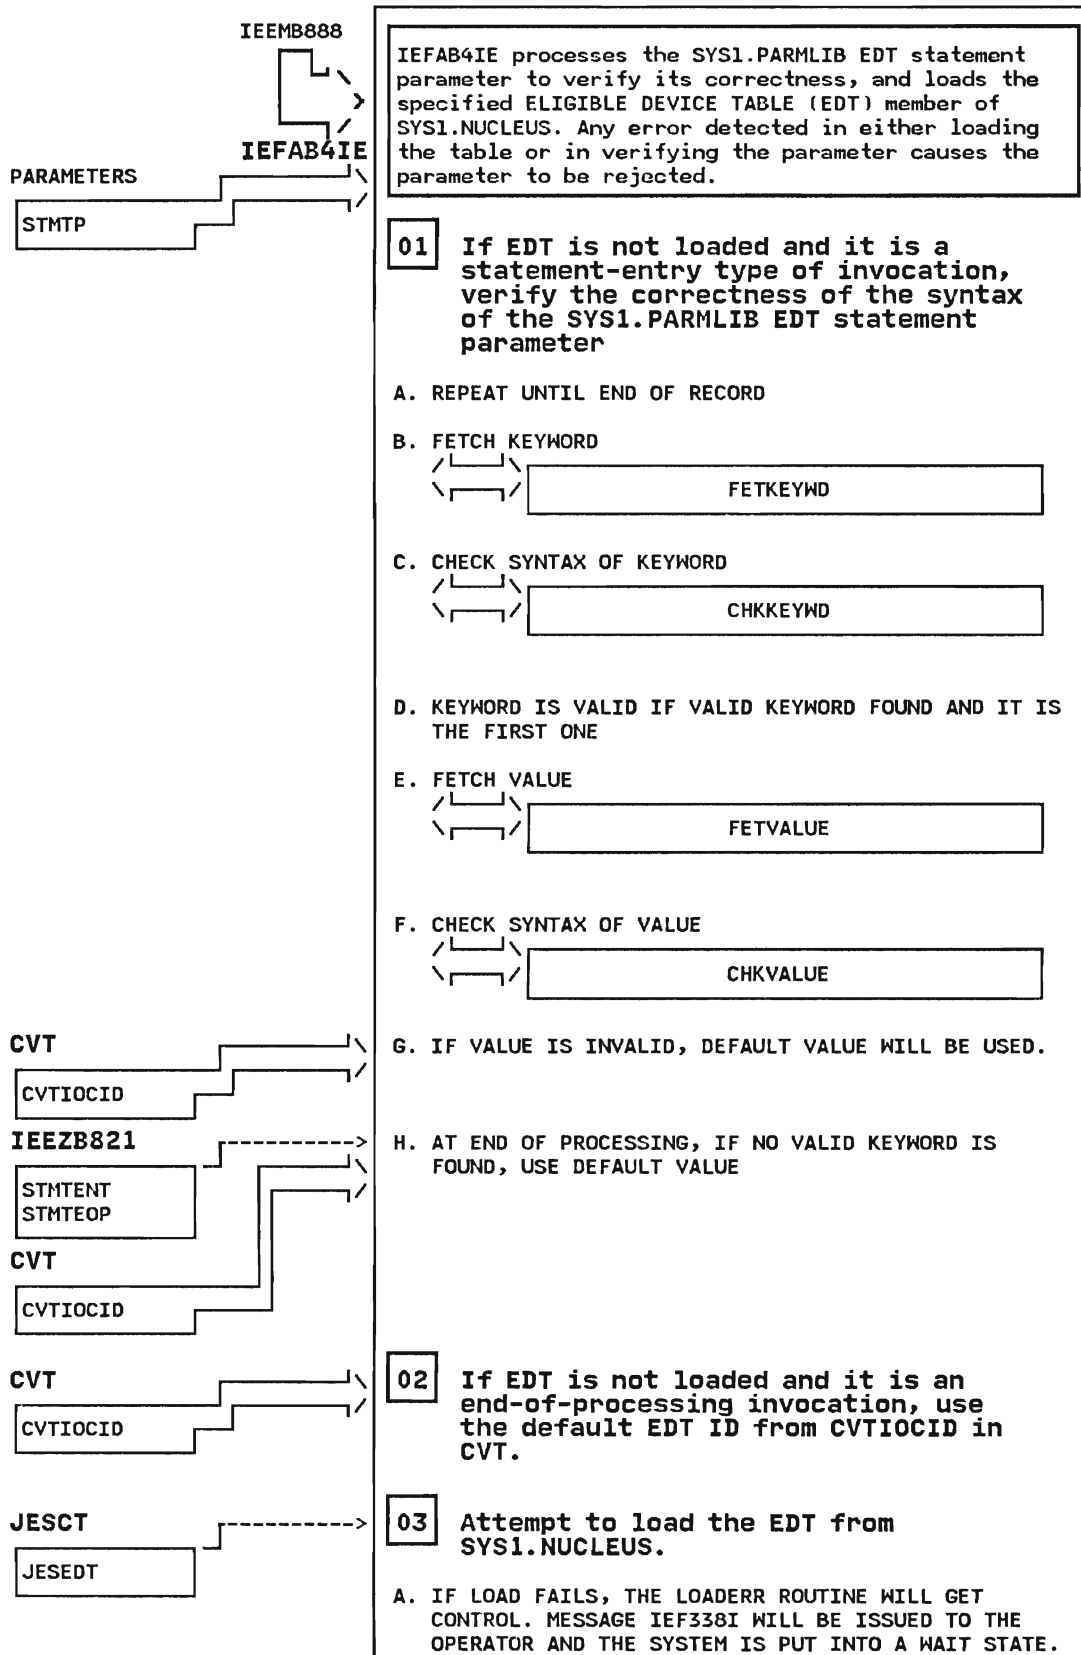 IEEMB888
IEFAB4IE processes the SYS1.PARMLIB EDT statement
parameter to verify its correctness, and loads the
specified ELIGIBLE DEVICE TABLE (EDT) member of
SYS1.NUCLEUS. Any error detected in either loading
the table or in verifying the parameter causes the
parameter to be rejected.
IEFAB4IE
PARAMETERS
STMTP
01 If EDT is not loaded and it is a
statement-entry type of invocation,
verify the correctness of the syntax
of the SYS1.PARMLIB EDT statement
parameter
A. REPEAT UNTIL END OF RECORD
B. FETCH KEYWORD
FETKEYWD
C. CHECK SYNTAX OF KEYWORD
CHKKEYWD
D. KEYWORD IS VALID IF VALID KEYWORD FOUND AND IT IS
THE FIRST ONE
E. FETCH VALUE
FETVALUE
F. CHECK SYNTAX OF VALUE
CHKVALUE
CVT
CVTIOCID
G. IF VALUE IS INVALID, DEFAULT VALUE WILL BE USED.
IEEZB821
STMTENT
STMTEOP
CVT
CVTIOCID
H. AT END OF PROCESSING, IF NO VALID KEYWORD IS
FOUND, USE DEFAULT VALUE
CVT
CVTIOCID
02 If EDT is not loaded and it is an
end-of-processing invocation, use
the default EDT ID from CVTIOCID in
CVT.
JESCT
JESEDT
03 Attempt to load the EDT from
SYS1.NUCLEUS.
A. IF LOAD FAILS, THE LOADERR ROUTINE WILL GET
CONTROL. MESSAGE IEF338I WILL BE ISSUED TO THE
OPERATOR AND THE SYSTEM IS PUT INTO A WAIT STATE.